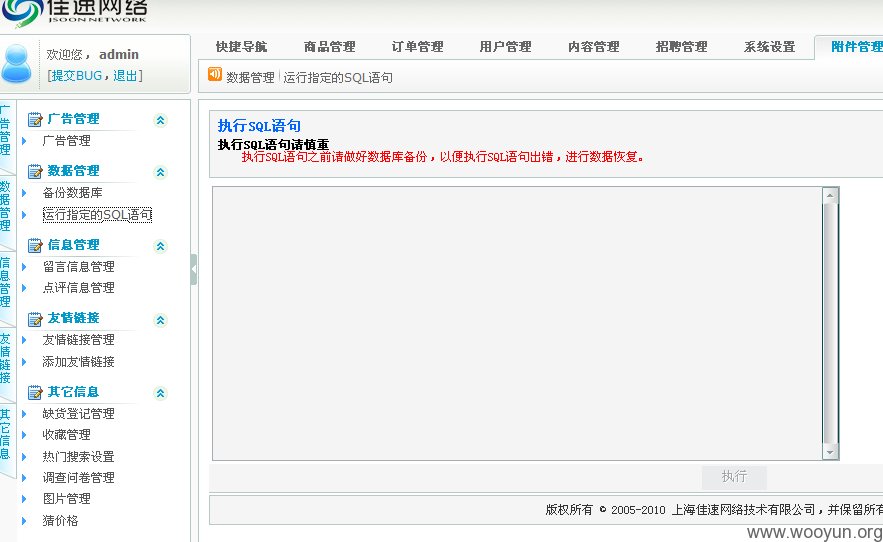 佳速网络
JSOON NETWORK
欢迎您，admin
[提交BUG，退出]
快捷导航 商品管理 订单管理 用户管理 内容管理 招聘管理 系统设置 附件管理
数据管理 | 运行指定的SQL语句
广告管理
数据管理
信息管理
友情链接
其它信息
广告管理
广告管理
数据管理
备份数据库
运行指定的SQL语句
信息管理
留言信息管理
点评信息管理
友情链接
友情链接管理
添加友情链接
其它信息
缺货登记管理
收藏管理
热门搜索设置
调查问卷管理
图片管理
猜价格
执行SQL语句
执行SQL语句请慎重
执行SQL语句之前请做好数据库备份，以便执行SQL语句出错，进行数据恢复。
执行
版权所有 © 2005-2010 上海佳速网络技术有限公司，并保留所有
www.wooyun.org